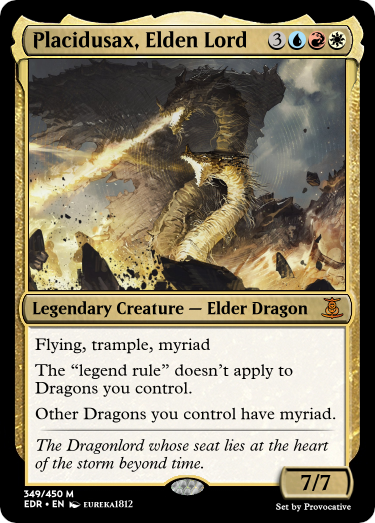 Placidusax, Elden Lord 3
Legendary Creature — Elder Dragon
Flying, trample, myriad
The “legend rule” doesn’t apply to
Dragons you control.
Other Dragons you control have myriad.
The Dragonlord whose seat lies at the heart
of the storm beyond time.
7/7
349/450 M
EDR • EN EUREKA1812
Set by Provocative